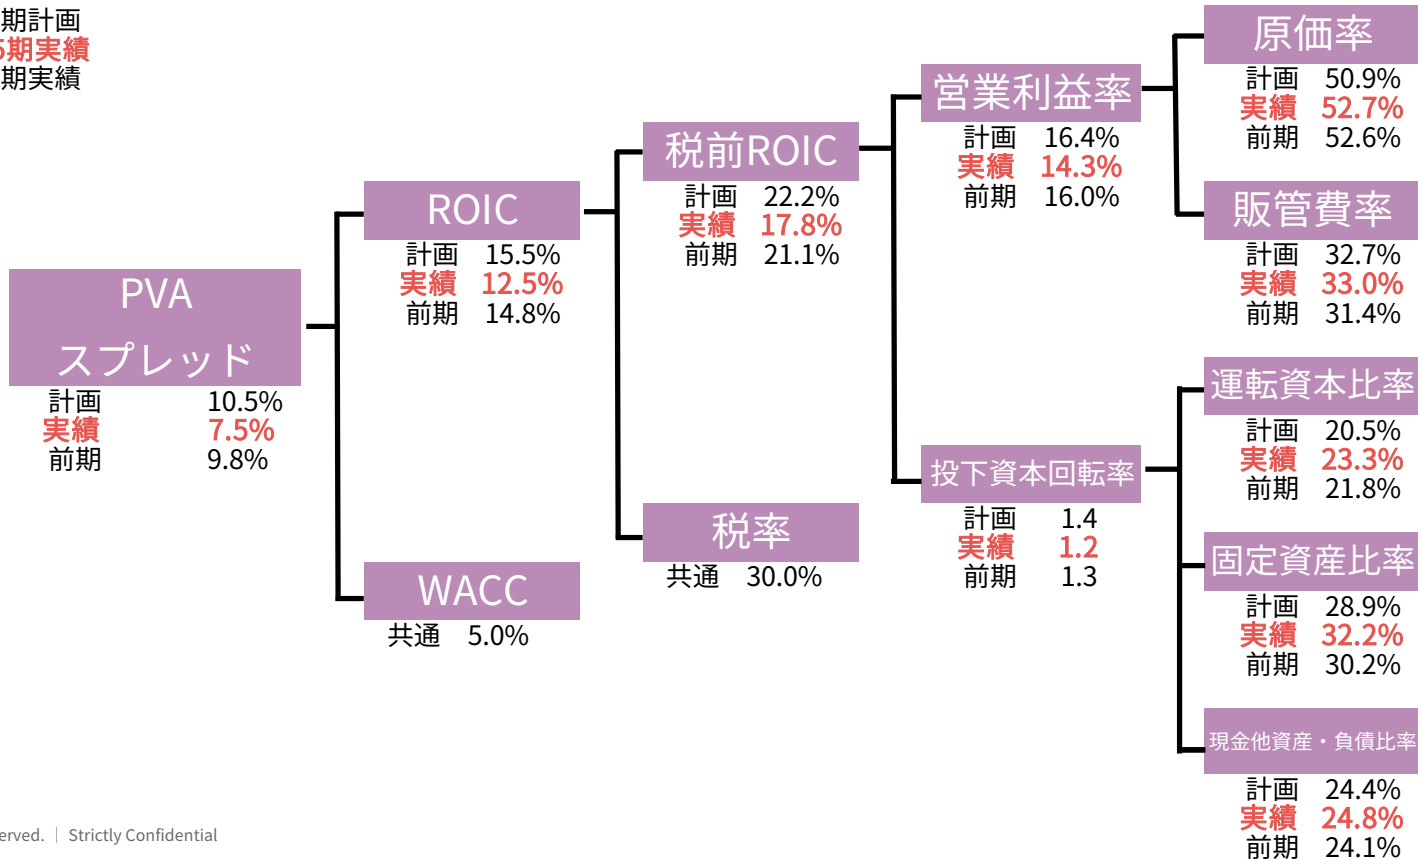 期計画
5期実績
期実績
PVA
スプレッド
計画 10.5%
実績 7.5%
前期 9.8%
ROIC
計画 15.5%
実績 12.5%
前期 14.8%
WACC
共通 5.0%
税前ROIC
計画 22.2%
実績 17.8%
前期 21.1%
税率
共通 30.0%
営業利益率
計画 16.4%
実績 14.3%
前期 16.0%
投下資本回転率
計画 1.4
実績 1.2
前期 1.3
原価率
計画 50.9%
実績 52.7%
前期 52.6%
販管費率
計画 32.7%
実績 33.0%
前期 31.4%
運転資本比率
計画 20.5%
実績 23.3%
前期 21.8%
固定資産比率
計画 28.9%
実績 32.2%
前期 30.2%
現金他資産・負債比率
計画 24.4%
実績 24.8%
前期 24.1%
erved. | Strictly Confidential